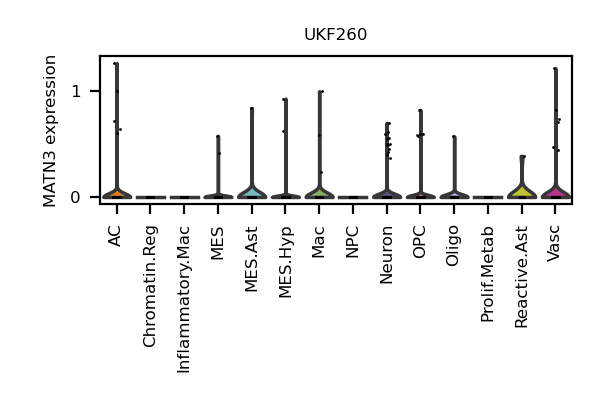 UKF260
MATN3 expression
1
0
AC
Chromatin.Reg
Inflammatory.Mac
MES
MES.Ast
MES.Hyp
Mac
NPC
Neuron
OPC
Oligo
Prolif.Metab
Reactive.Ast
Vasc